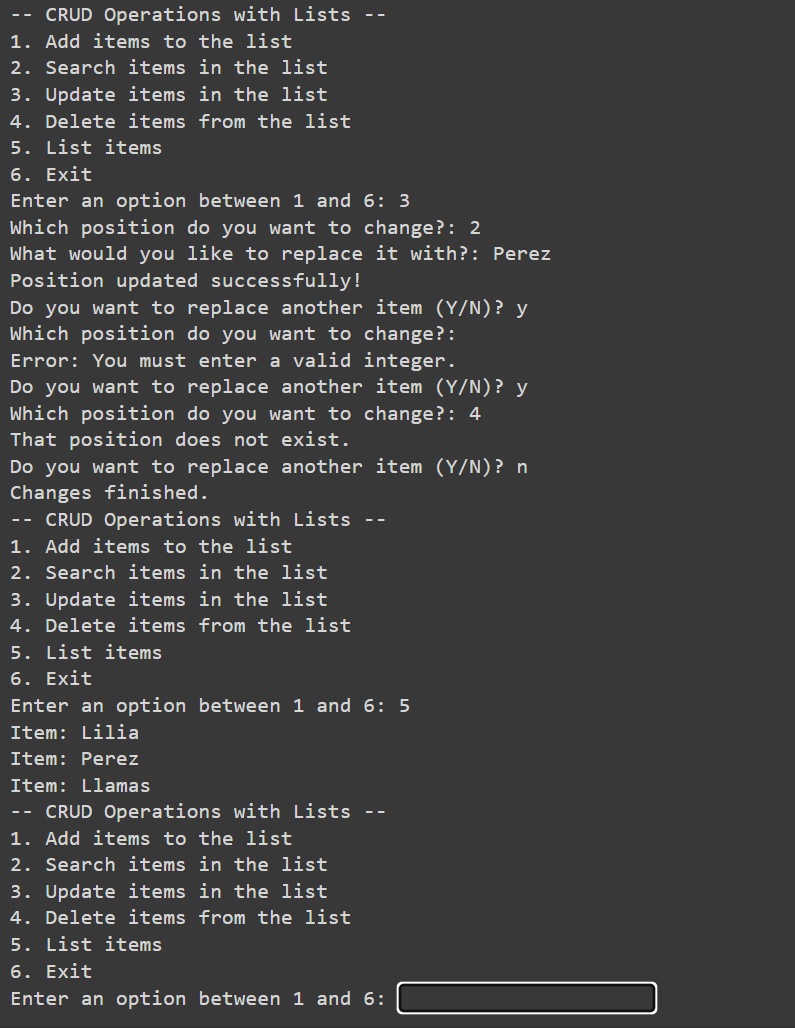 -- CRUD Operations with Lists --
1. Add items to the list
2. Search items in the list
3. Update items in the list
4. Delete items from the list
5. List items
6. Exit
Enter an option between 1 and 6: 3
Which position do you want to change?: 2
What would you like to replace it with?: Perez
Position updated successfully!
Do you want to replace another item (Y/N)? y
Which position do you want to change?:
Error: You must enter a valid integer.
Do you want to replace another item (Y/N)? y
Which position do you want to change?: 4
That position does not exist.
Do you want to replace another item (Y/N)? n
Changes finished.
-- CRUD Operations with Lists --
1. Add items to the list
2. Search items in the list
3. Update items in the list
4. Delete items from the list
5. List items
6. Exit
Enter an option between 1 and 6: 5
Item: Lilia
Item: Perez
Item: Llamas
-- CRUD Operations with Lists --
1. Add items to the list
2. Search items in the list
3. Update items in the list
4. Delete items from the list
5. List items
6. Exit
Enter an option between 1 and 6: